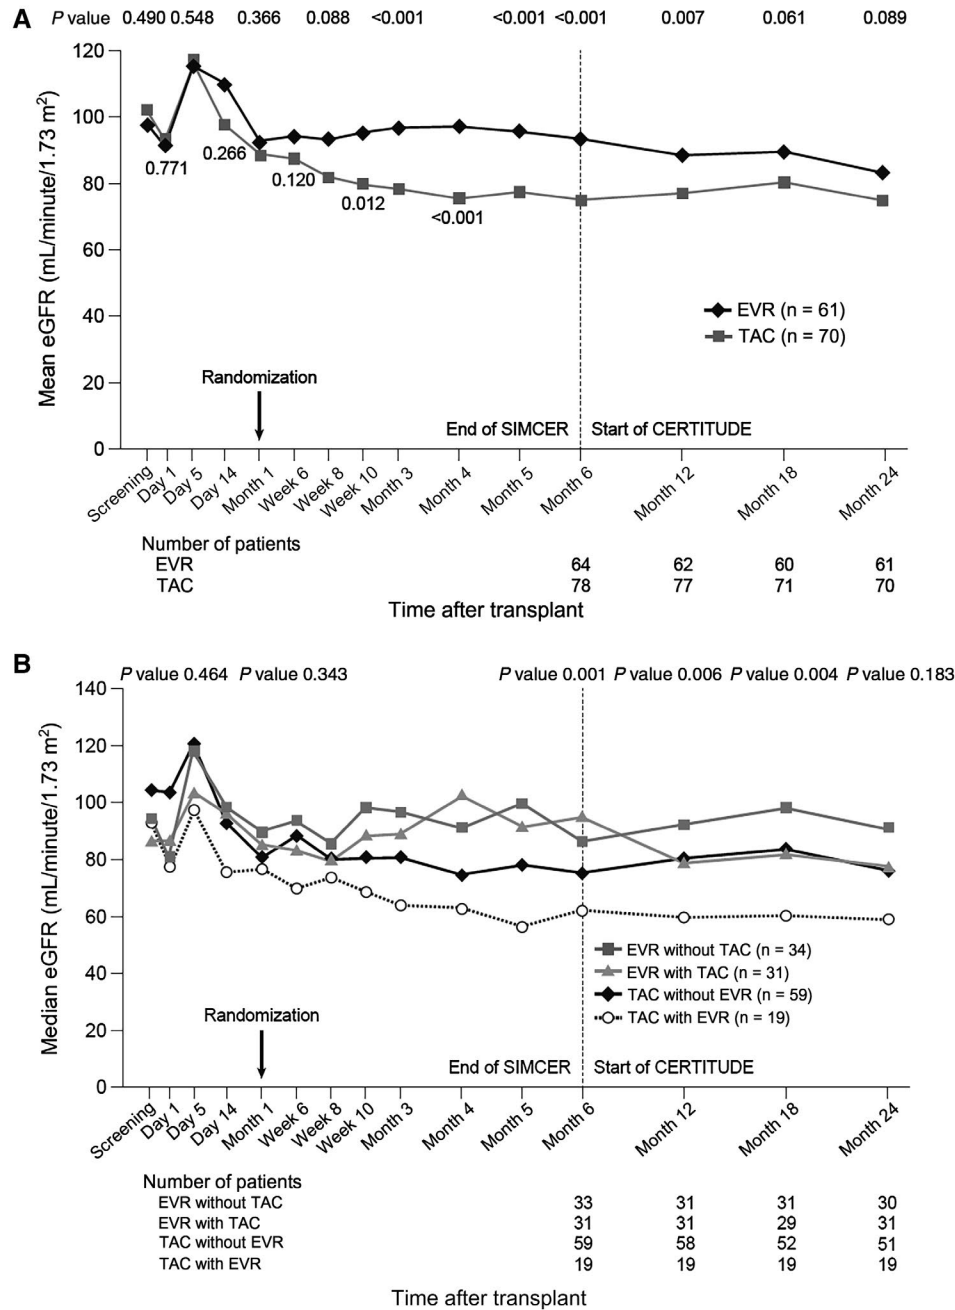 A
P value 0.490 0.548 0.366 0.088 <0.001 <0.001 <0.001 0.007 0.061 0.089
Mean eGFR (mL/minute/1.73 m²)
120
100
80
60
40
20
0
0.771
0.266
0.120
0.012
<0.001
EVR (n = 61)
TAC (n = 70)
Randomization
End of SIMCER
Start of CERTITUDE
Screening
Day 1
Day 5
Day 14
Month 1
Week 6
Week 8
Week 10
Month 3
Month 4
Month 5
Month 6
Month 12
Month 18
Month 24
Number of patients
EVR 64 62 60 61
TAC 78 77 71 70
Time after transplant
B
P value 0.464 P value 0.343 P value 0.001 P value 0.006 P value 0.004 P value 0.183
Median eGFR (mL/minute/1.73 m²)
140
120
100
80
60
40
20
0
EVR without TAC (n = 34)
EVR with TAC (n = 31)
TAC without EVR (n = 59)
TAC with EVR (n = 19)
Randomization
End of SIMCER
Start of CERTITUDE
Screening
Day 1
Day 5
Day 14
Month 1
Week 6
Week 8
Week 10
Month 3
Month 4
Month 5
Month 6
Month 12
Month 18
Month 24
Number of patients
EVR without TAC 33 31 31 30
EVR with TAC 31 31 29 31
TAC without EVR 59 58 52 51
TAC with EVR 19 19 19 19
Time after transplant